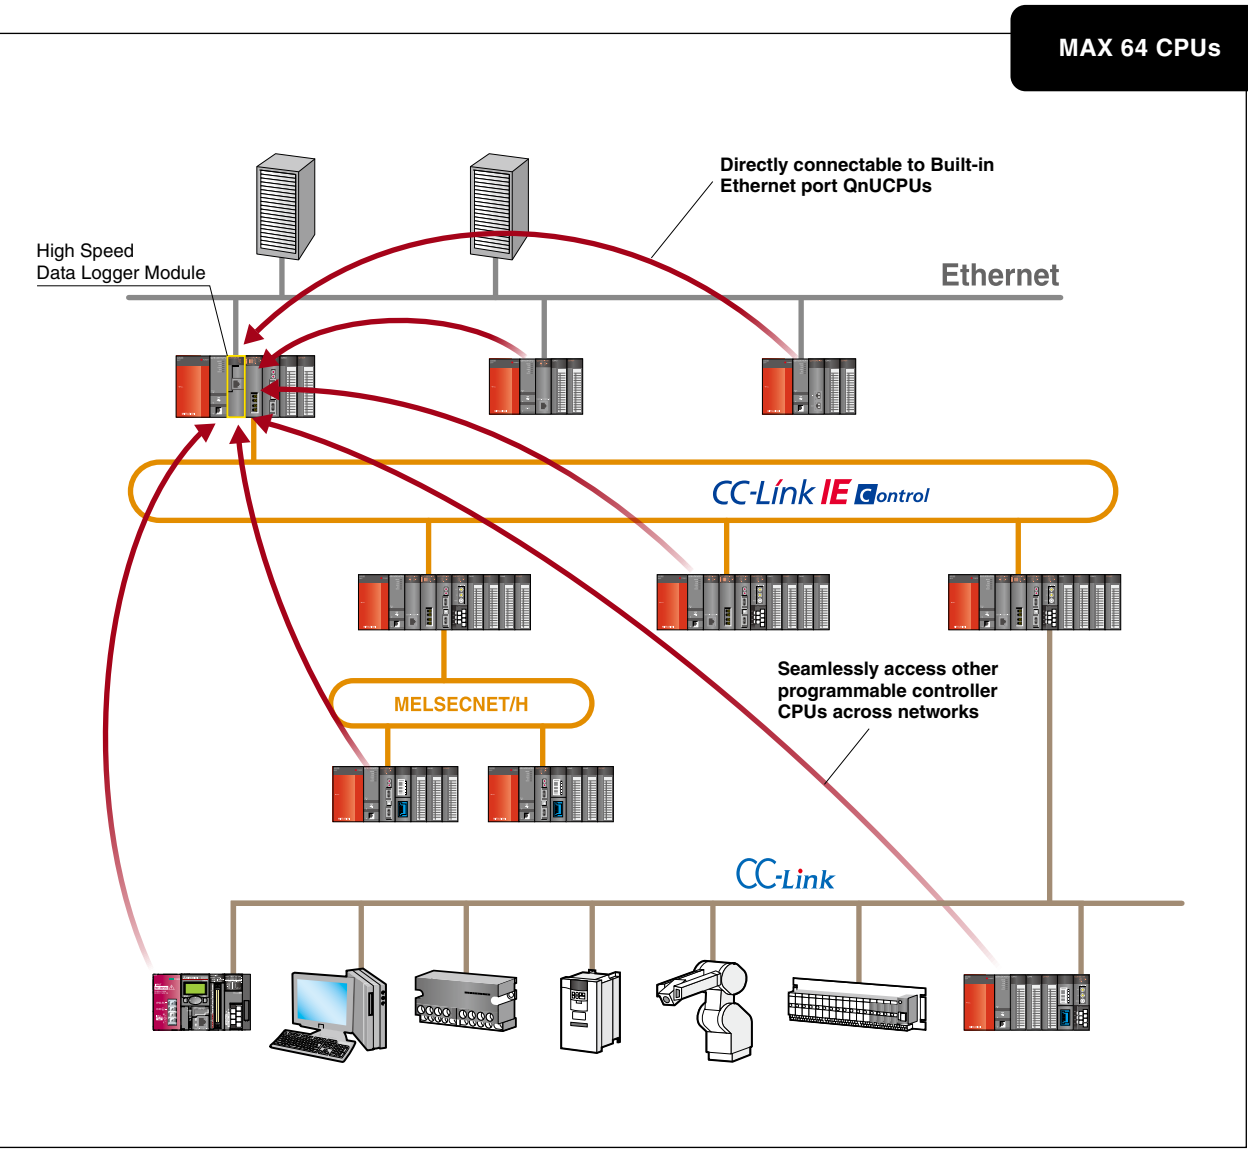 MAX 64 CPUs
Directly connectable to Built-in
Ethernet port QnUCPUs
High Speed
Data Logger Module
Ethernet
CC-Link IE Control
Seamlessly access other
programmable controller
CPUs across networks
MELSECNET/H
CC-Link